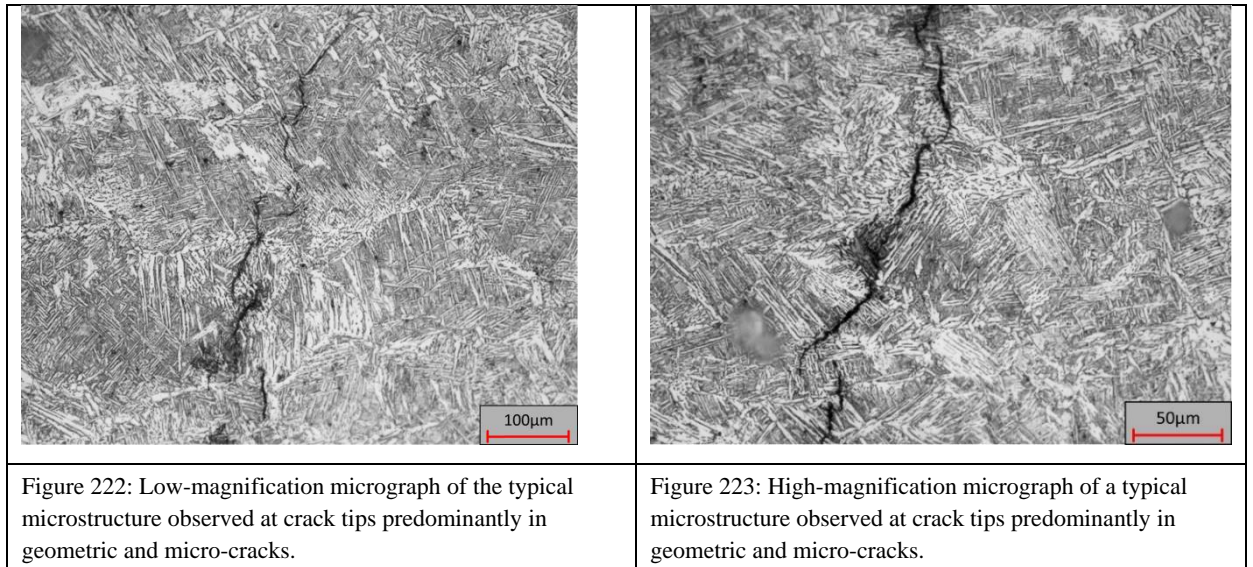 100µm
50µm
Figure 222: Low-magnification micrograph of the typical
microstructure observed at crack tips predominantly in
geometric and micro-cracks.
Figure 223: High-magnification micrograph of a typical
microstructure observed at crack tips predominantly in
geometric and micro-cracks.